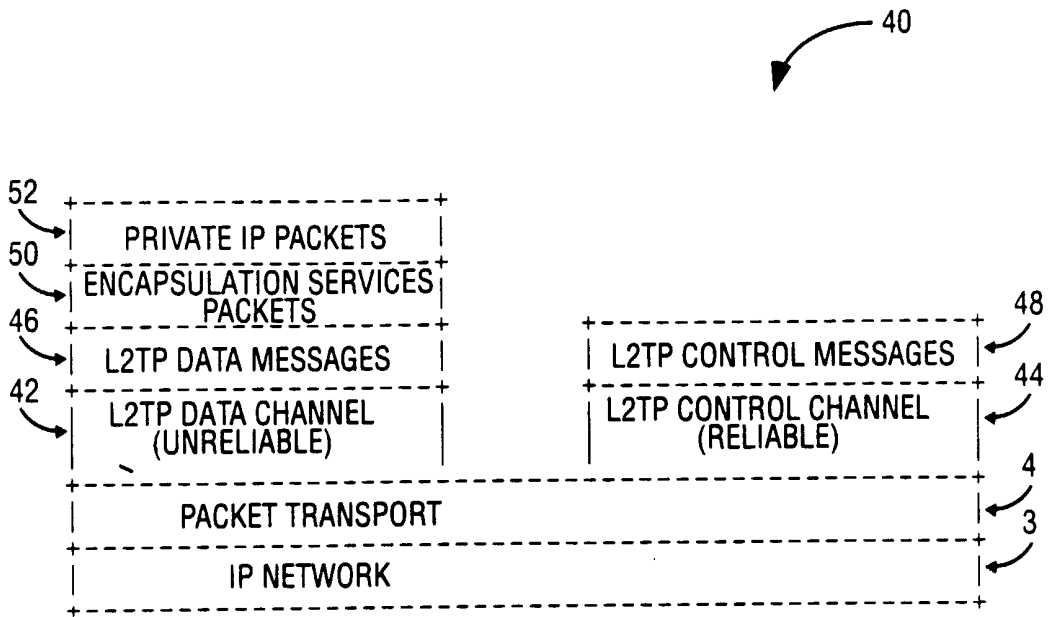 40
52
PRIVATE IP PACKETS
50
ENCAPSULATION SERVICES
PACKETS
46
L2TP DATA MESSAGES
48
L2TP CONTROL MESSAGES
42
L2TP DATA CHANNEL
(UNRELIABLE)
44
L2TP CONTROL CHANNEL
(RELIABLE)
4
PACKET TRANSPORT
3
IP NETWORK